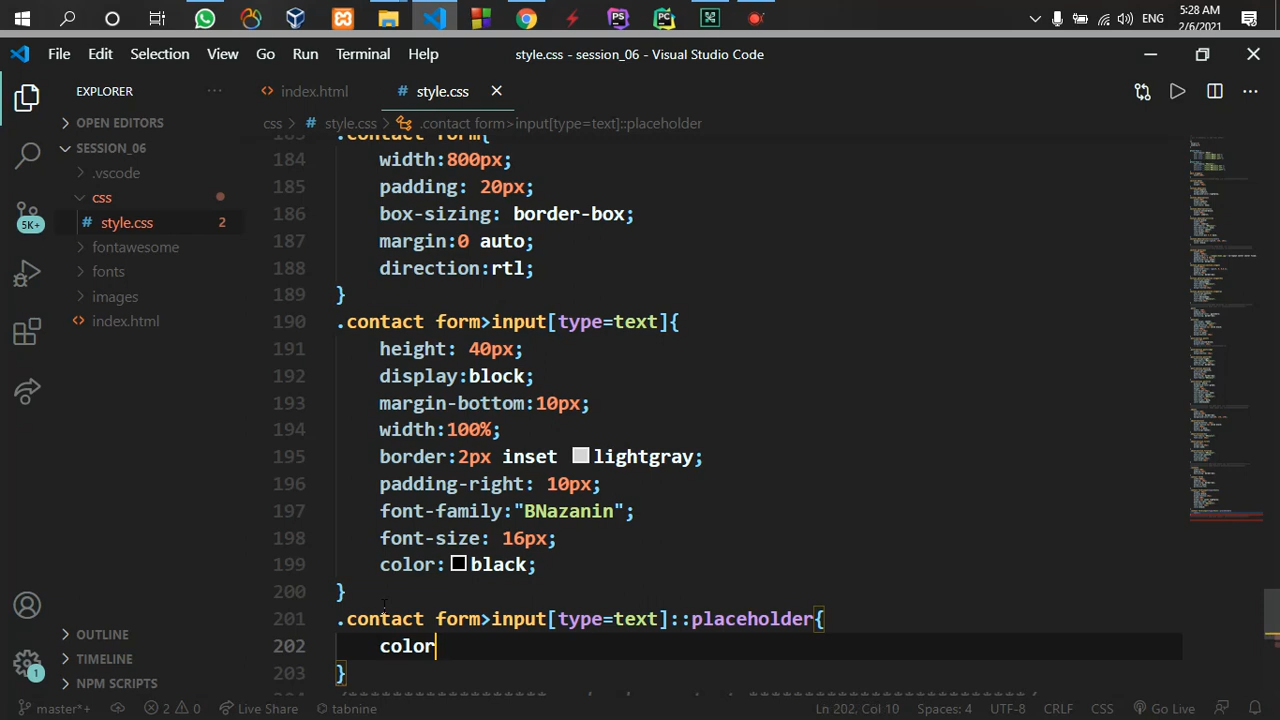 ENG
5:28 AM
2/6/2021
File Edit Selection View Go Run Terminal Help
style.css - session_06 - Visual Studio Code
EXPLORER ...
index.html
# style.css
css > # style.css > .contact form>input[type=text]::placeholder
OPEN EDITORS
SESSION_06
.vscode
css
# style.css 2
fontawesome
fonts
images
index.html
5K+
.contact form{
184 width:800px;
185 padding: 20px;
186 box-sizing: border-box;
187 margin:0 auto;
188 direction:rtl;
189 }
190 .contact form>input[type=text]{
191 height: 40px;
192 display:block;
193 margin-bottom:10px;
194 width:100%;
195 border:2px inset lightgray;
196 padding-right: 10px;
197 font-family:"BNazanin";
198 font-size: 16px;
199 color: black;
200 }
201 .contact form>input[type=text]::placeholder{
202 color
203 }
OUTLINE
TIMELINE
NPM SCRIPTS
1
master*+
2 0
Live Share
tabnine
Ln 202, Col 10
Spaces: 4
UTF-8
CRLF
CSS
Go Live